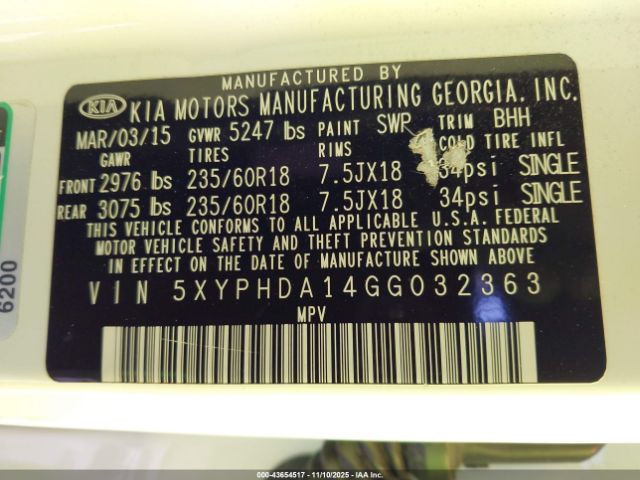 MANUFACTURED BY
KIA KIA MOTORS MANUFACTURING GEORGIA, INC.
MAR/03/15 GVWR 5247 lbs PAINT SWP TRIM BHH
GAWR TIRES RIMS COLD TIRE INFL
FRONT 2976 lbs 235/60R18 7.5JX18 34psi SINGLE
REAR 3075 lbs 235/60R18 7.5JX18 34psi SINGLE
THIS VEHICLE CONFORMS TO ALL APPLICABLE U.S.A. FEDERAL
MOTOR VEHICLE SAFETY AND THEFT PREVENTION STANDARDS
IN EFFECT ON THE DATE OF MANUFACTURE SHOWN ABOVE.
VIN 5XYPHDA14GG032363
MPV
6200
000-43654517 - 11/10/2025 - IAA Inc.